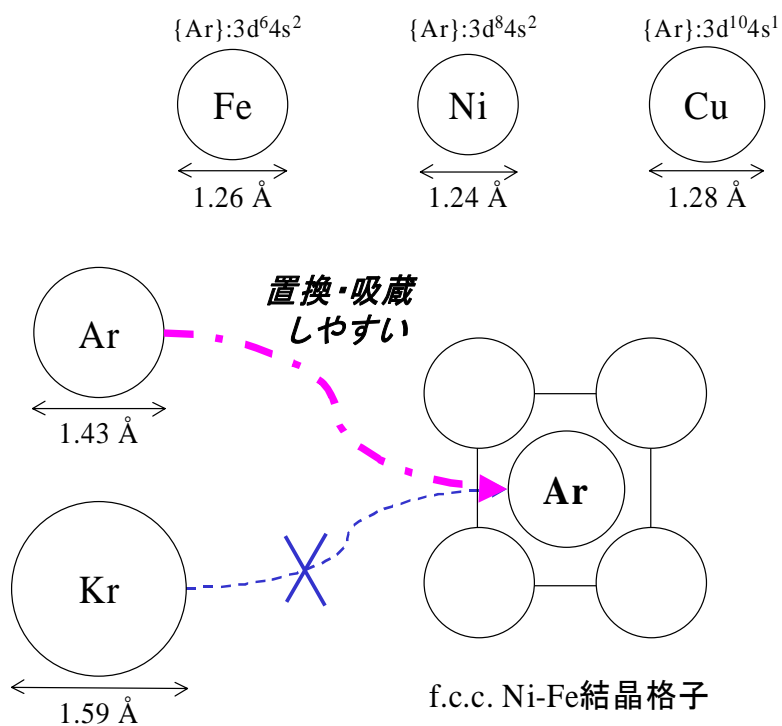 {Ar}:3d⁶4s² {Ar}:3d⁸4s² {Ar}:3d¹⁰4s¹
Fe Ni Cu
1.26 Å 1.24 Å 1.28 Å
置換・吸蔵
しやすい
Ar
1.43 Å
Ar
Kr
f.c.c. Ni-Fe結晶格子
1.59 Å